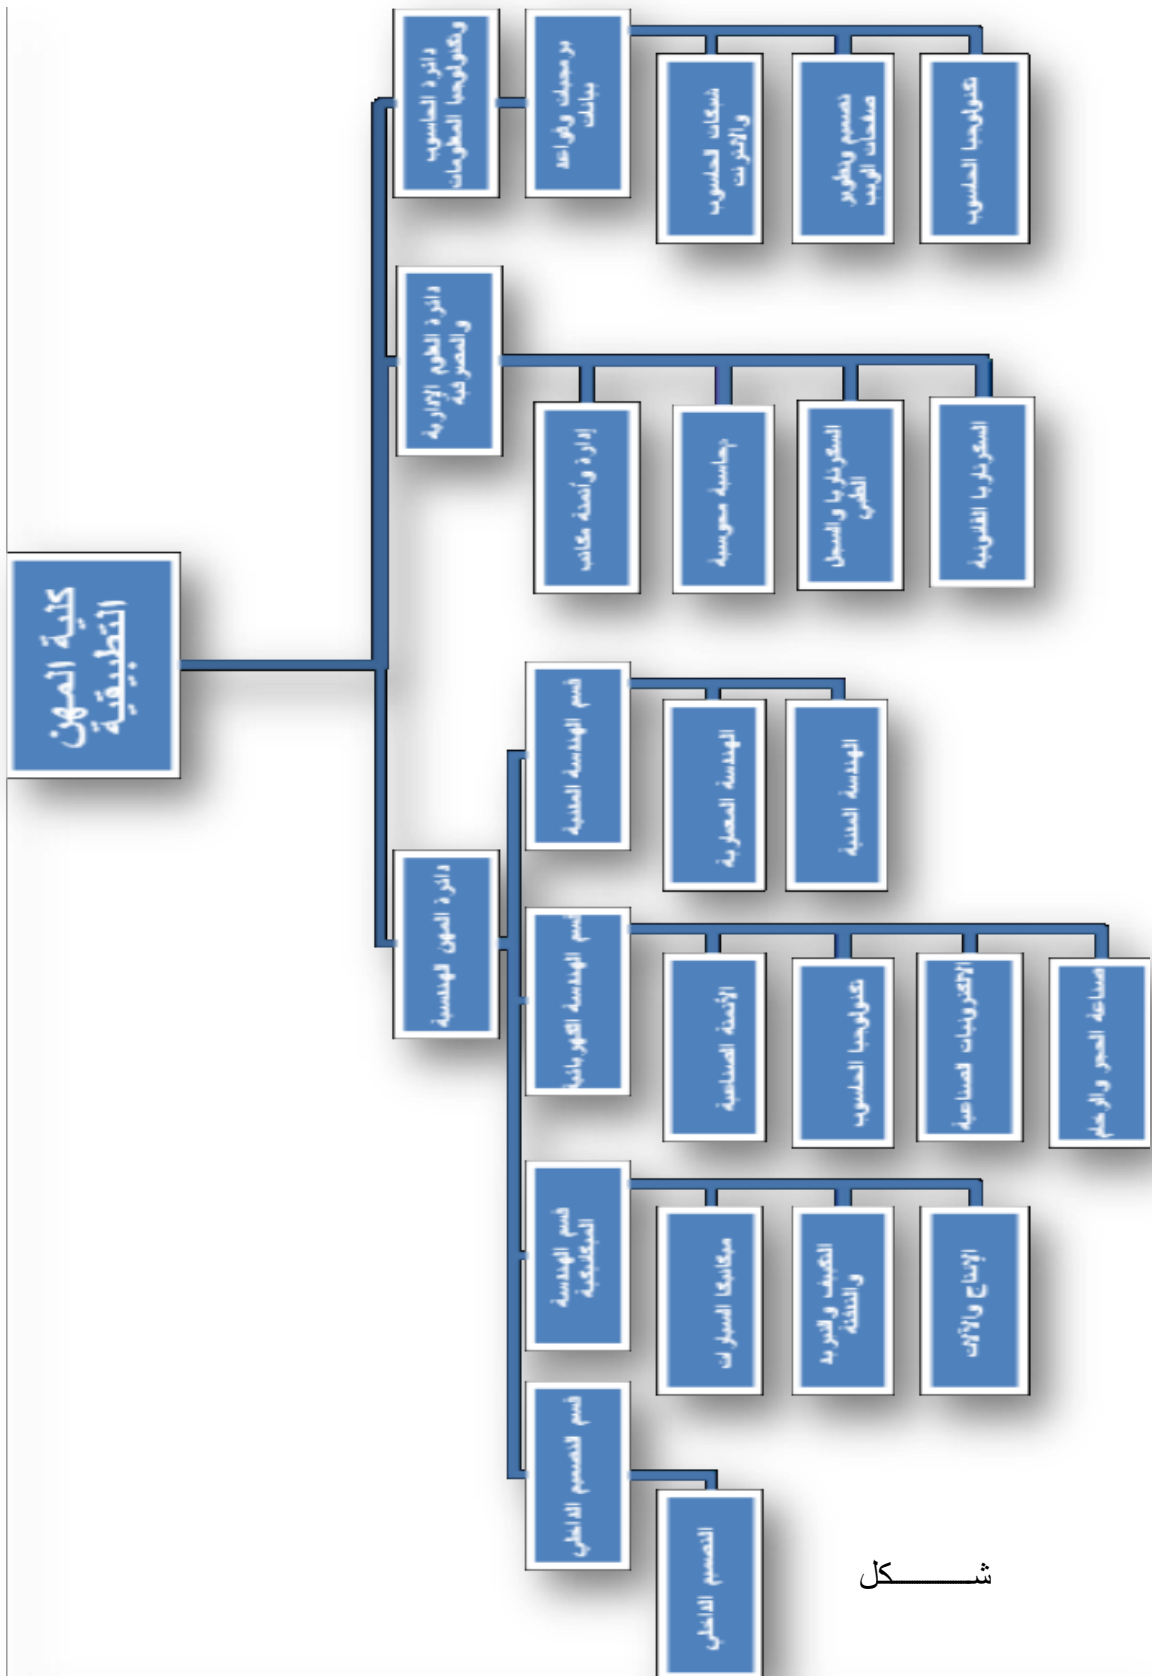 كلية المهن
التطبيقية
دائرة الحاسوب
وتكنولوجيا المعلومات
برمجيات وقواعد
بيانات
شبكات الحاسوب
والانترنت
تصميم وتطوير
صفحات الويب
تكنولوجيا الحاسوب
دائرة العلوم الإدارية
والمصرفية
إدارة وأتمتة مكاتب
محاسبة محوسبة
السكرتاريا والسجل
الطبي
السكرتاريا القانونية
دائرة المهن الهندسية
قسم الهندسة المدنية
الهندسة المعمارية
الهندسة المدنية
قسم الهندسة الكهربائية
الأتمتة الصناعية
تكنولوجيا الحاسوب
الالكترونيات الصناعية
صناعة الحجر والرخام
قسم الهندسة
الميكانيكية
ميكانيكا السيارات
التكييف والتبريد
والتدفئة
الإنتاج والآلات
قسم التصميم الداخلي
التصميم الداخلي
شكل